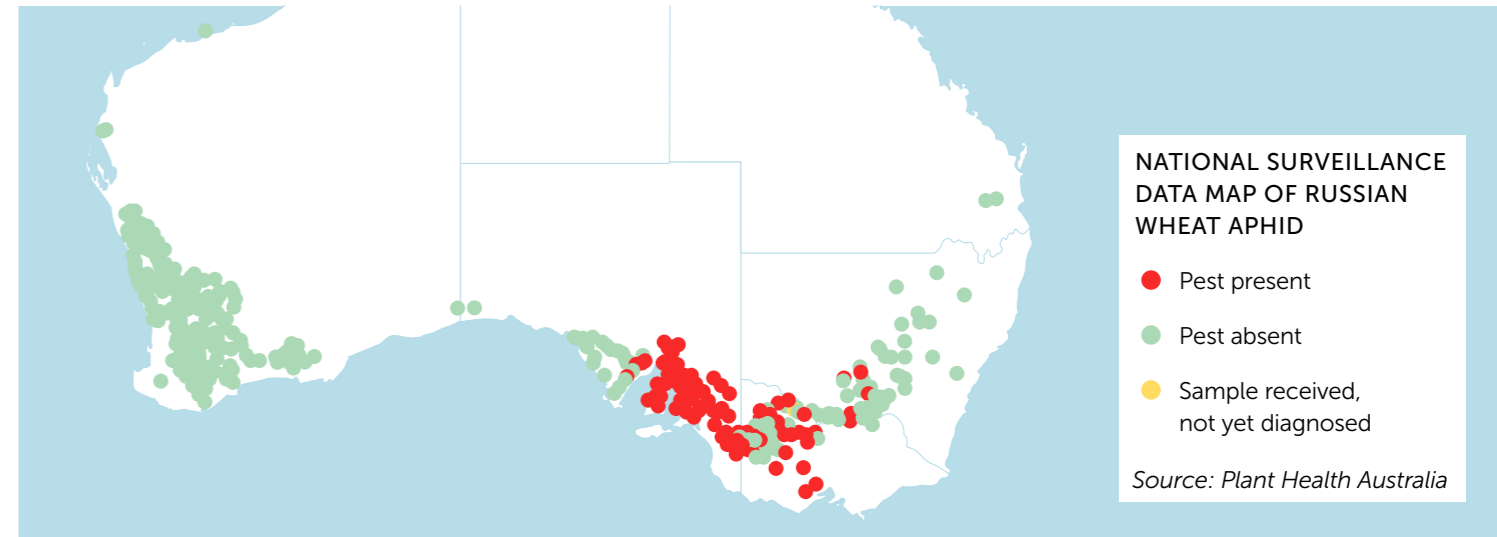 NATIONAL SURVEILLANCE
DATA MAP OF RUSSIAN
WHEAT APHID
Pest present
Pest absent
Sample received,
not yet diagnosed
Source: Plant Health Australia